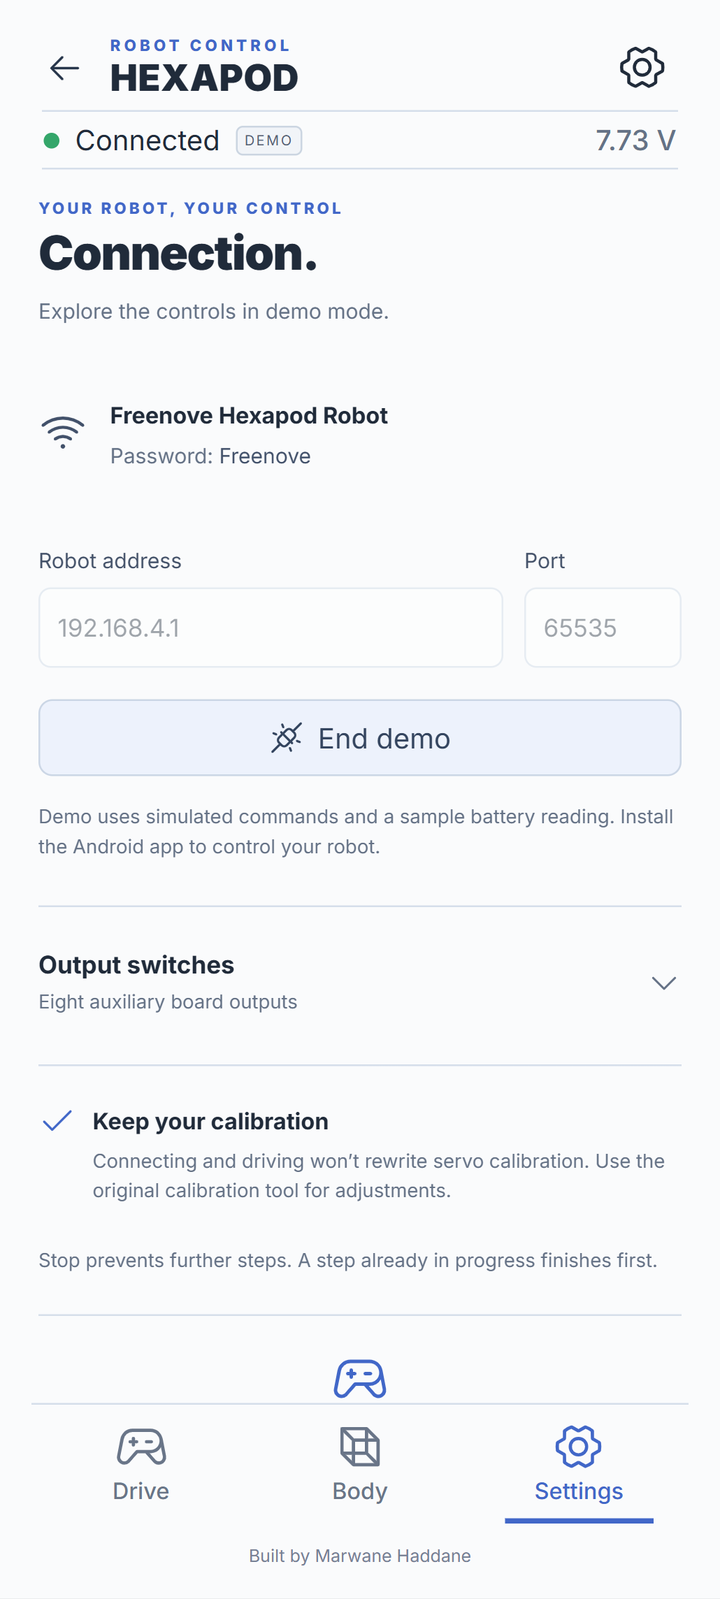 ROBOT CONTROL
HEXAPOD
Connected
DEMO
7.73 V
YOUR ROBOT, YOUR CONTROL
Connection.
Explore the controls in demo mode.
Freenove Hexapod Robot
Password: Freenove
Robot address
Port
192.168.4.1
65535
End demo
Demo uses simulated commands and a sample battery reading. Install
the Android app to control your robot.
Output switches
Eight auxiliary board outputs
Keep your calibration
Connecting and driving won’t rewrite servo calibration. Use the
original calibration tool for adjustments.
Stop prevents further steps. A step already in progress finishes first.
Drive
Body
Settings
Built by Marwane Haddane